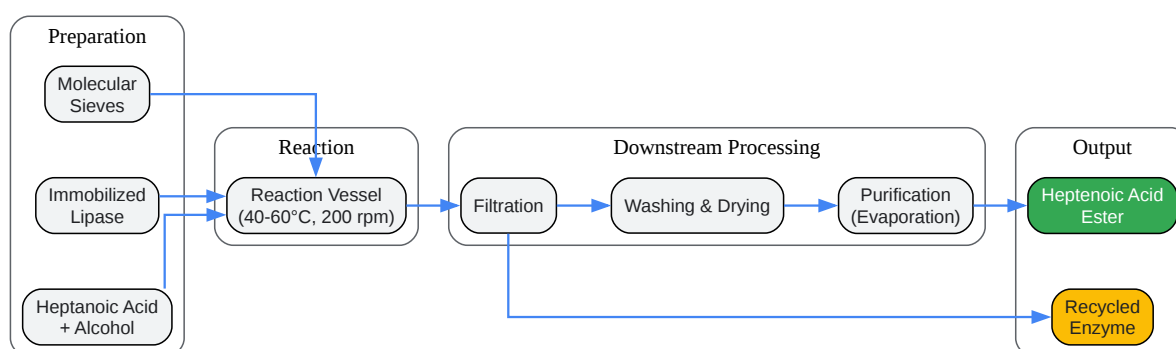 Preparation
Molecular
Sieves
Immobilized
Lipase
Heptanoic Acid
+ Alcohol
Reaction
Reaction Vessel
(40-60°C, 200 rpm)
Downstream Processing
Filtration
Washing & Drying
Purification
(Evaporation)
Output
Heptenoic Acid
Ester
Recycled
Enzyme